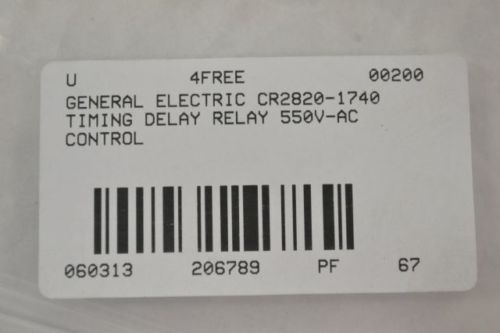 U 4FREE 00200
GENERAL ELECTRIC CR2820-1740
TIMING DELAY RELAY 550V-AC
CONTROL
060313 206789 PF 67